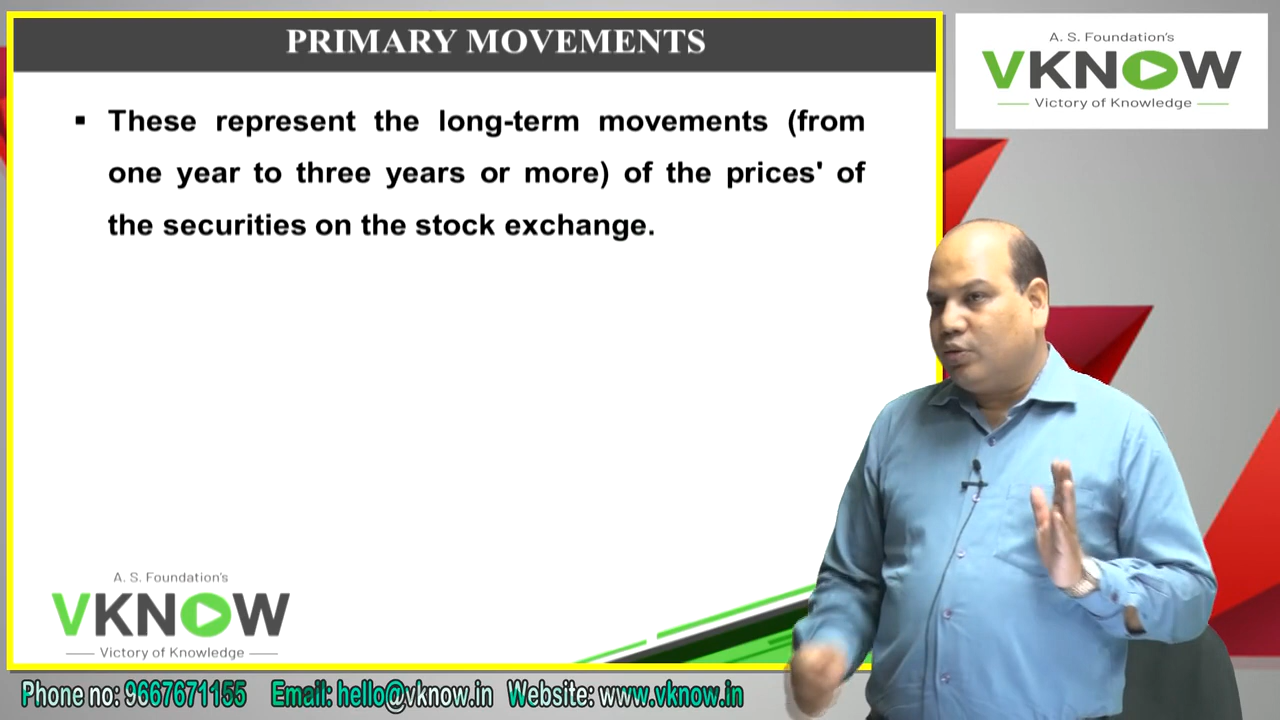 PRIMARY MOVEMENTS
▪ These represent the long-term movements (from
one year to three years or more) of the prices' of
the securities on the stock exchange.
A. S. Foundation's
VKNOW
Victory of Knowledge
A. S. Foundation's
VKNOW
Victory of Knowledge
Phone no: 9667671155 Email: hello@vknow.in Website: www.vknow.in